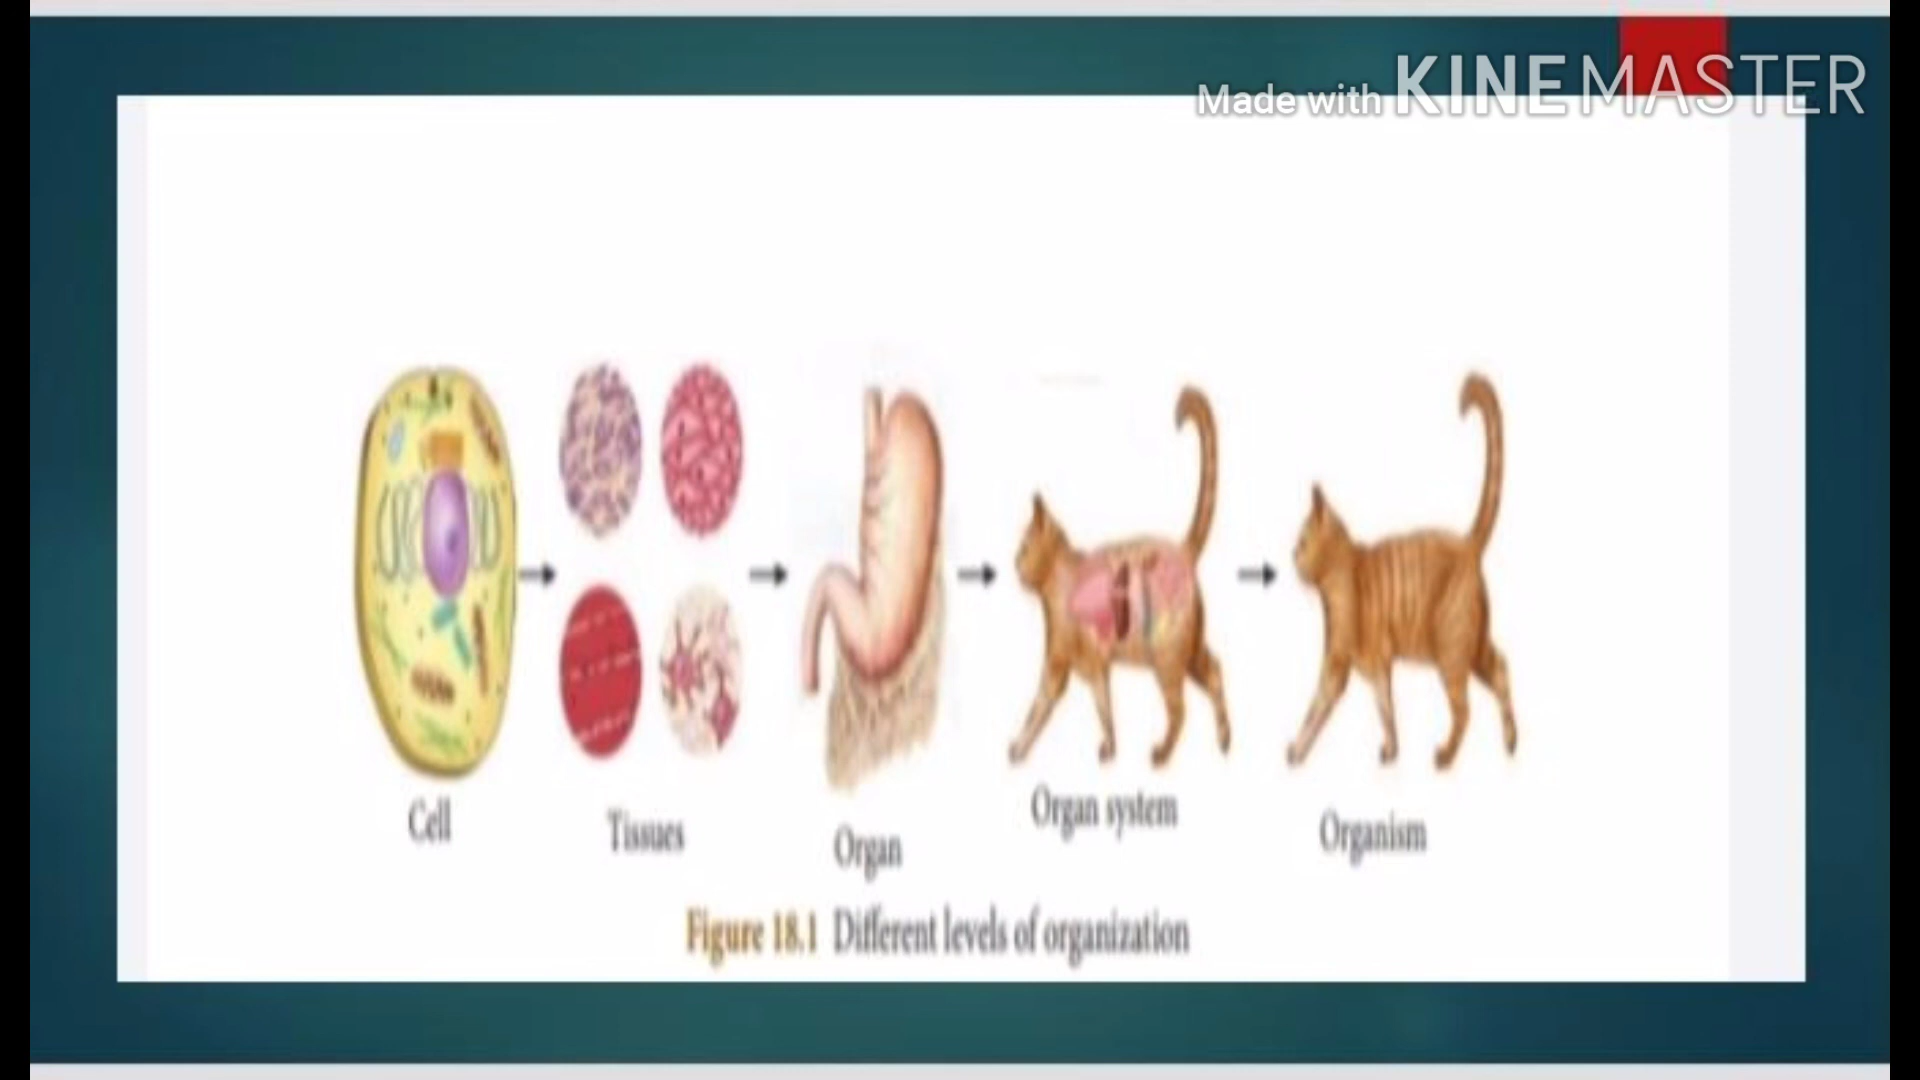 Made with KINEMASTER
Cell
Tissues
Organ
Organ system
Organism
Figure 18.1 Different levels of organization